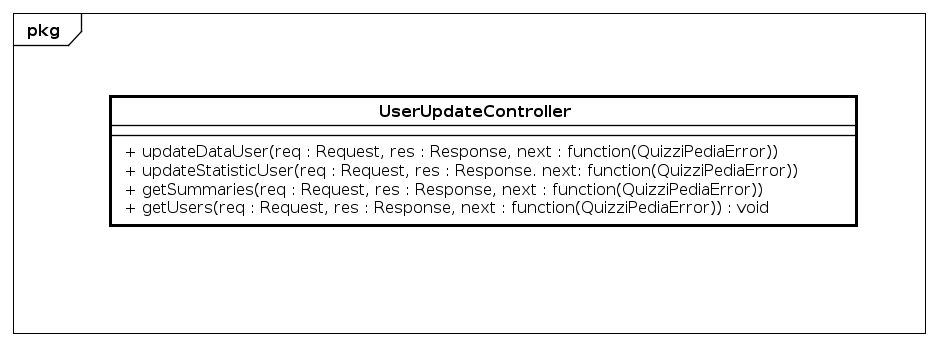 pkg
UserUpdateController
+ updateDataUser(req : Request, res : Response, next : function(QuizziPediaError))
+ updateStatisticUser(req : Request, res : Response. next: function(QuizziPediaError))
+ getSummaries(req : Request, res : Response, next : function(QuizziPediaError))
+ getUsers(req : Request, res : Response, next : function(QuizziPediaError)) : void